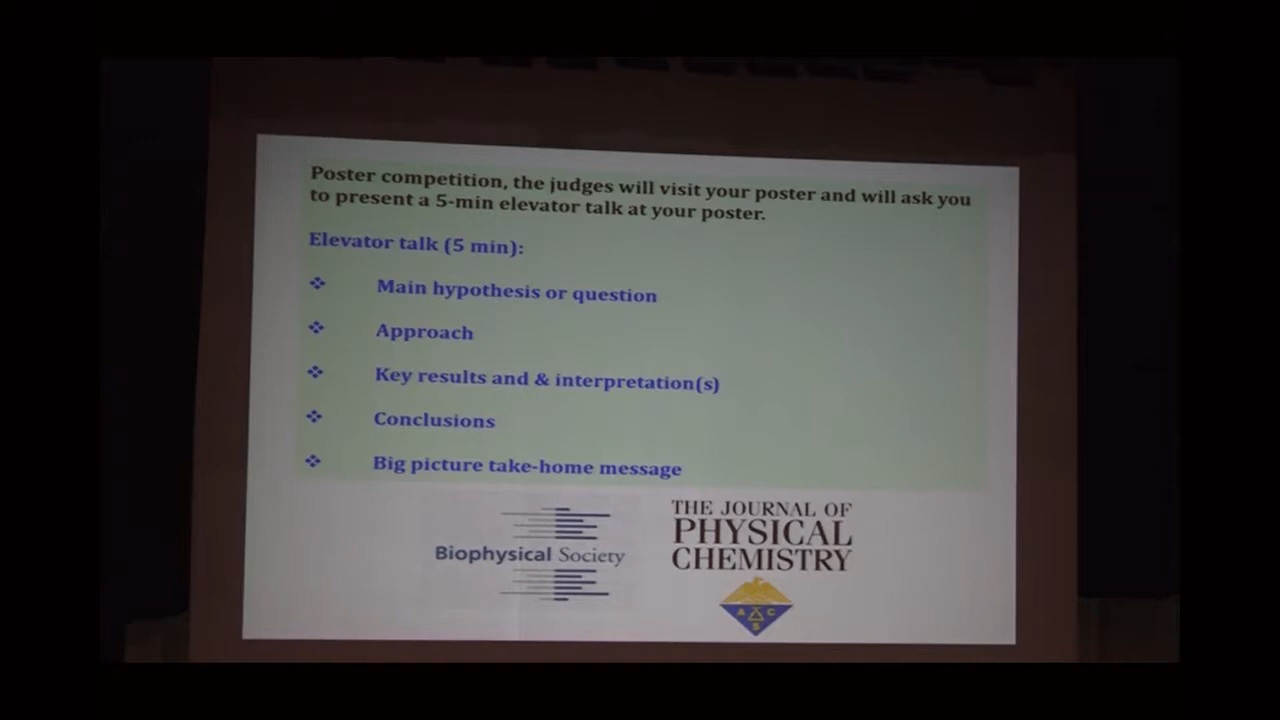 Poster competition, the judges will visit your poster and will ask you
to present a 5-min elevator talk at your poster.
Elevator talk (5 min):
❖ Main hypothesis or question
❖ Approach
❖ Key results and & interpretation(s)
❖ Conclusions
❖ Big picture take-home message
Biophysical Society
THE JOURNAL OF
PHYSICAL
CHEMISTRY
A C
S